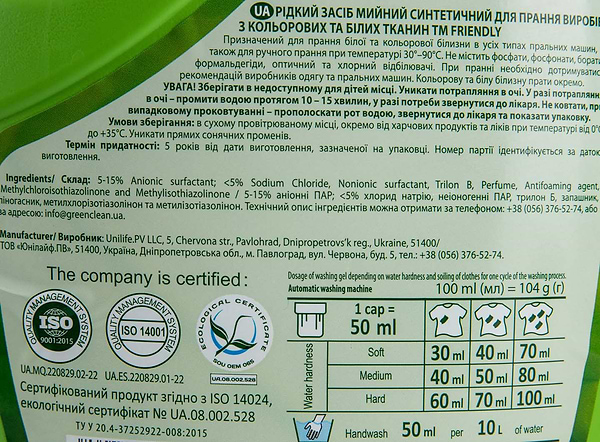 UA РІДКИЙ ЗАСІБ МИЙНИЙ СИНТЕТИЧНИЙ ДЛЯ ПРАННЯ ВИРОБІВ
З КОЛЬОРОВИХ ТА БІЛИХ ТКАНИН ТМ FRIENDLY
Призначений для прання білої та кольорової білизни в усіх типах пральних машин,
також для ручного прання при температурі 30°–90°С. Не містить фосфати, фосфонати, борати
формальдегіди, оптичний та хлорний відбілювачі. При пранні необхідно дотримуватис
рекомендацій виробників одягу та пральних машин. Кольорову та білу білизну прати окремо.
УВАГА! Зберігати в недоступному для дітей місці. Уникати потрапляння в очі. У разі потраплянн
в очі – промити водою протягом 10 – 15 хвилин, у разі потреби звернутися до лікаря. Не ковтати, при
випадковому проковтуванні – прополоскати рот водою, звернутися до лікаря та показати упаковку.
Умови зберігання: в сухому провітрюваному місці, окремо від харчових продуктів та ліків при температурі від 0°С
до +35°С. Уникати прямих сонячних променів.
Термін придатності: 5 років від дати виготовлення, зазначеної на упаковці. Номер партії ідентифікується за датою
виготовлення.
Ingredients/ Склад: 5-15% Anionic surfactant; <5% Sodium Chloride, Nonionic surfactant, Trilon B, Perfume, Antifoaming agent,
Methylchloroisothiazolinone and Methylisothiazolinone / 5-15% аніонні ПАР; <5% хлорид натрію, неіоногенні ПАР, трилон Б, запашник,
піногасник, метилхлорізотіазолінон та метилізотіазолінон. Технічний опис інгредієнтів можна отримати за телефоном: +38 (056) 376-52-74, або
за адресою: info@greenclean.ua.
Manufacturer/ Виробник: Unilife.PV LLC, 5, Chervona str., Pavlohrad, Dnipropetrovs’k reg., Ukraine, 51400/
ТОВ «Юнілайф.ПВ», 51400, Україна, Дніпропетровська обл., м. Павлоград, вул. Червона, буд. 5, тел.: +38 (056) 376-52-74.
The company is certified:
QUALITY MANAGEMENT SYSTEM
ISO
9001:2015
QUALITY MANAGEMENT SYSTEM
ISO 14001
ECOLOGICAL CERTIFICATE
SOU OEM 085
UA.08.002.528
UA.MQ.220829.02-22 UA.ES.220829.01-22
Сертифікований продукт згідно з ISO 14024,
екологічний сертифікат № UA.08.002.528
ТУ У 20.4-37252922-008:2015
Dosage of washing gel depending on water hardness and soiling of clothes for one cycle of the washing process.
Automatic washing machine 100 ml (мл) = 104 g (г)
1 cap =
50 ml
Water hardness
Soft 30 ml 40 ml 70 ml
Medium 40 ml 50 ml 80 ml
Hard 60 ml 70 ml 100 ml
Handwash 50 ml per 10 L of water